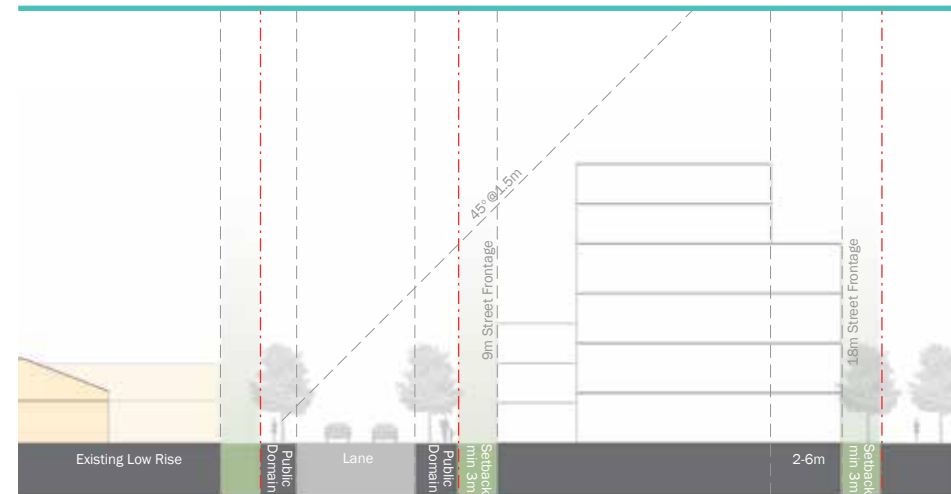 45° @1.5m
9m Street Frontage
18m Street Frontage
Existing Low Rise
Public
Domain
Lane
Public
Domain
Setback
min 3m
2-6m
Setback
min 3m